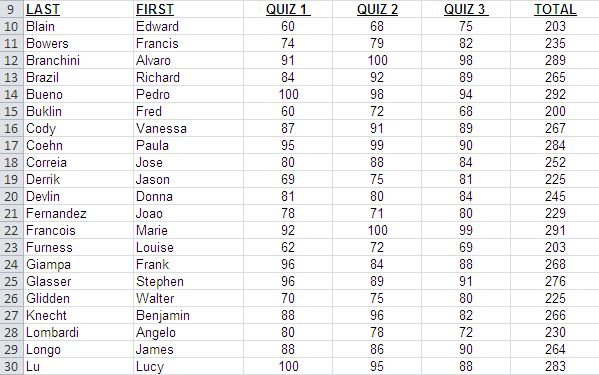 9 LAST FIRST QUIZ 1 QUIZ 2 QUIZ 3 TOTAL
10 Blain Edward 60 68 75 203
11 Bowers Francis 74 79 82 235
12 Branchini Alvaro 91 100 98 289
13 Brazil Richard 84 92 89 265
14 Bueno Pedro 100 98 94 292
15 Buklin Fred 60 72 68 200
16 Cody Vanessa 87 91 89 267
17 Coehn Paula 95 99 90 284
18 Correia Jose 80 88 84 252
19 Derrik Jason 69 75 81 225
20 Devlin Donna 81 80 84 245
21 Fernandez Joao 78 71 80 229
22 Francois Marie 92 100 99 291
23 Furness Louise 62 72 69 203
24 Giampa Frank 96 84 88 268
25 Glasser Stephen 96 89 91 276
26 Glidden Walter 70 75 80 225
27 Knecht Benjamin 88 96 82 266
28 Lombardi Angelo 80 78 72 230
29 Longo James 88 86 90 264
30 Lu Lucy 100 95 88 283